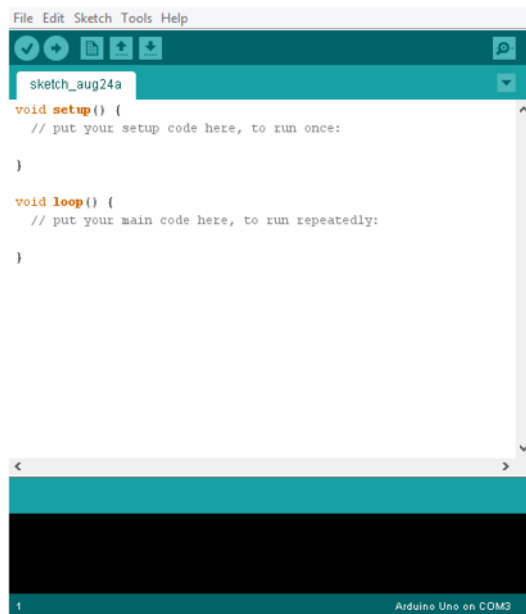 File Edit Sketch Tools Help
sketch_aug24a
void setup() {
  // put your setup code here, to run once:
}
void loop() {
  // put your main code here, to run repeatedly:
}
1
Arduino Uno on COM3